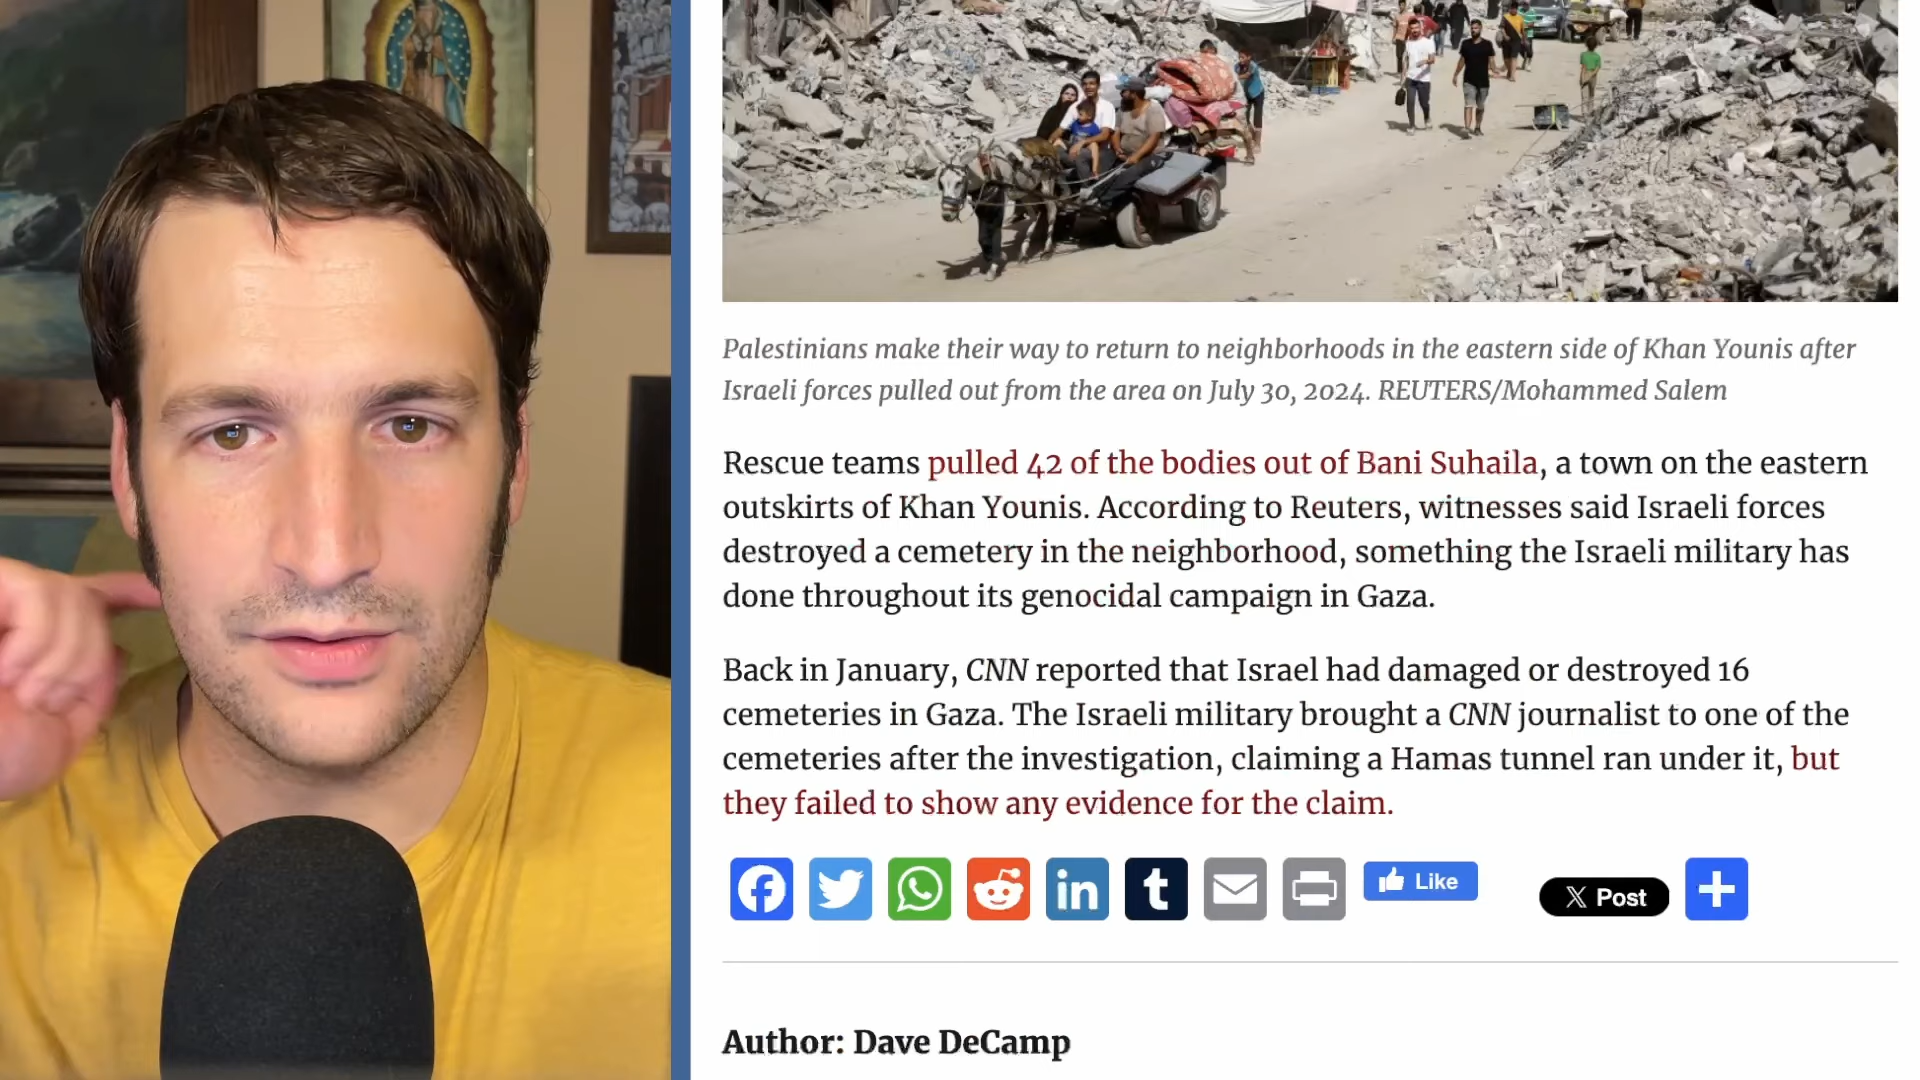 Palestinians make their way to return to neighborhoods in the eastern side of Khan Younis after
Israeli forces pulled out from the area on July 30, 2024. REUTERS/Mohammed Salem
Rescue teams pulled 42 of the bodies out of Bani Suhaila, a town on the eastern
outskirts of Khan Younis. According to Reuters, witnesses said Israeli forces
destroyed a cemetery in the neighborhood, something the Israeli military has
done throughout its genocidal campaign in Gaza.
Back in January, CNN reported that Israel had damaged or destroyed 16
cemeteries in Gaza. The Israeli military brought a CNN journalist to one of the
cemeteries after the investigation, claiming a Hamas tunnel ran under it, but
they failed to show any evidence for the claim.
Like
X Post
Author: Dave DeCamp